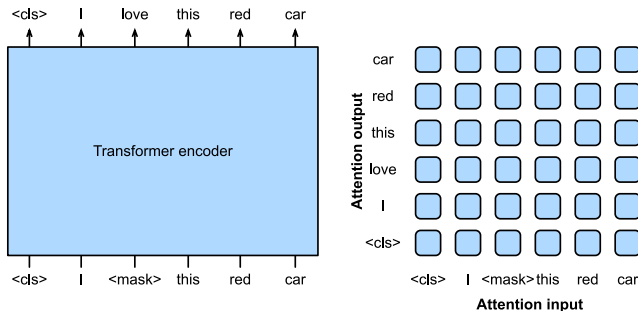 <cls> I love this red car
Transformer encoder
<cls> I <mask> this red car
Attention output
car
red
this
love
I
<cls>
<cls> I <mask> this red car
Attention input